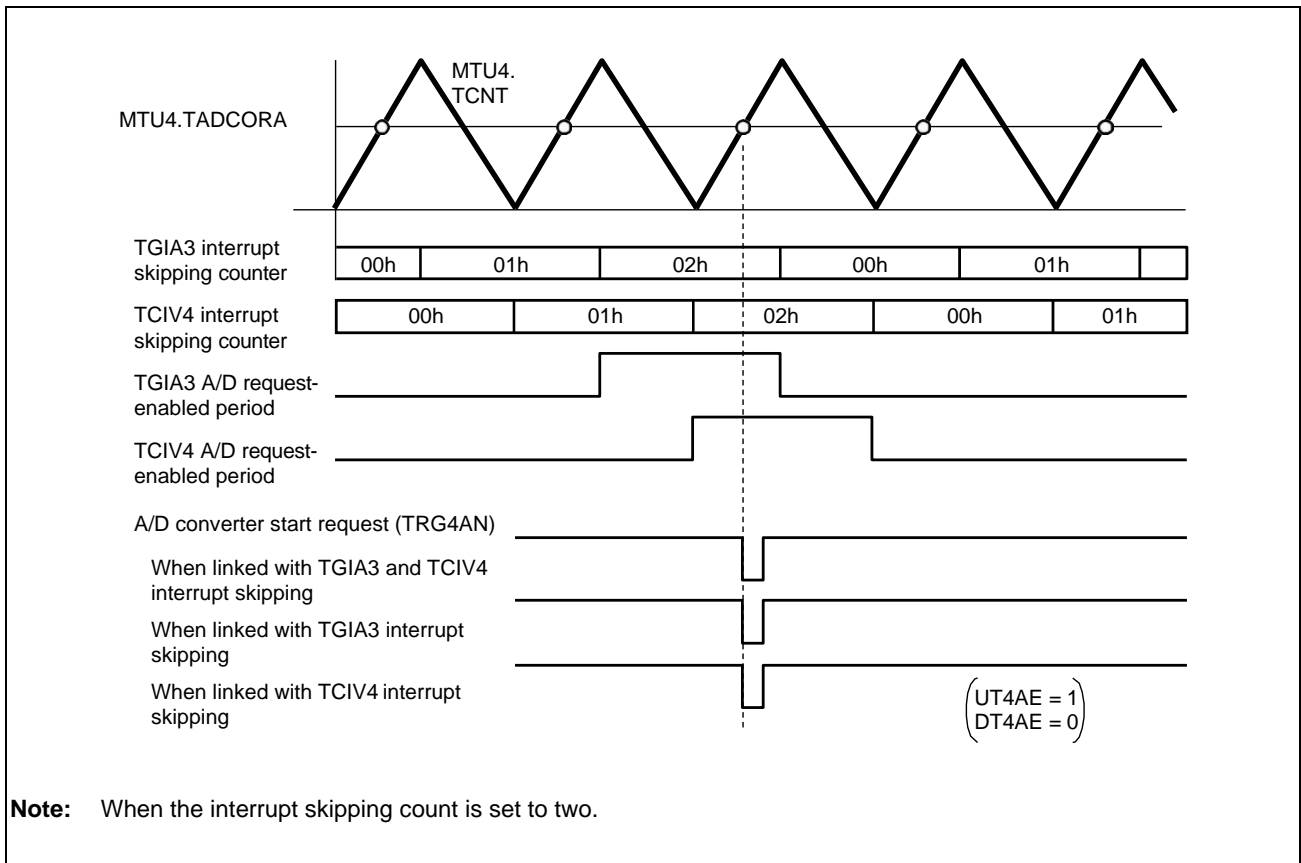 MTU4.
TCNT
MTU4.TADCORA
TGIA3 interrupt
skipping counter
00h 01h 02h 00h 01h
TCIV4 interrupt
skipping counter
00h 01h 02h 00h 01h
TGIA3 A/D request-
enabled period
TCIV4 A/D request-
enabled period
A/D converter start request (TRG4AN)
When linked with TGIA3 and TCIV4
interrupt skipping
When linked with TGIA3 interrupt
skipping
When linked with TCIV4 interrupt
skipping
UT4AE = 1
DT4AE = 0
Note: When the interrupt skipping count is set to two.